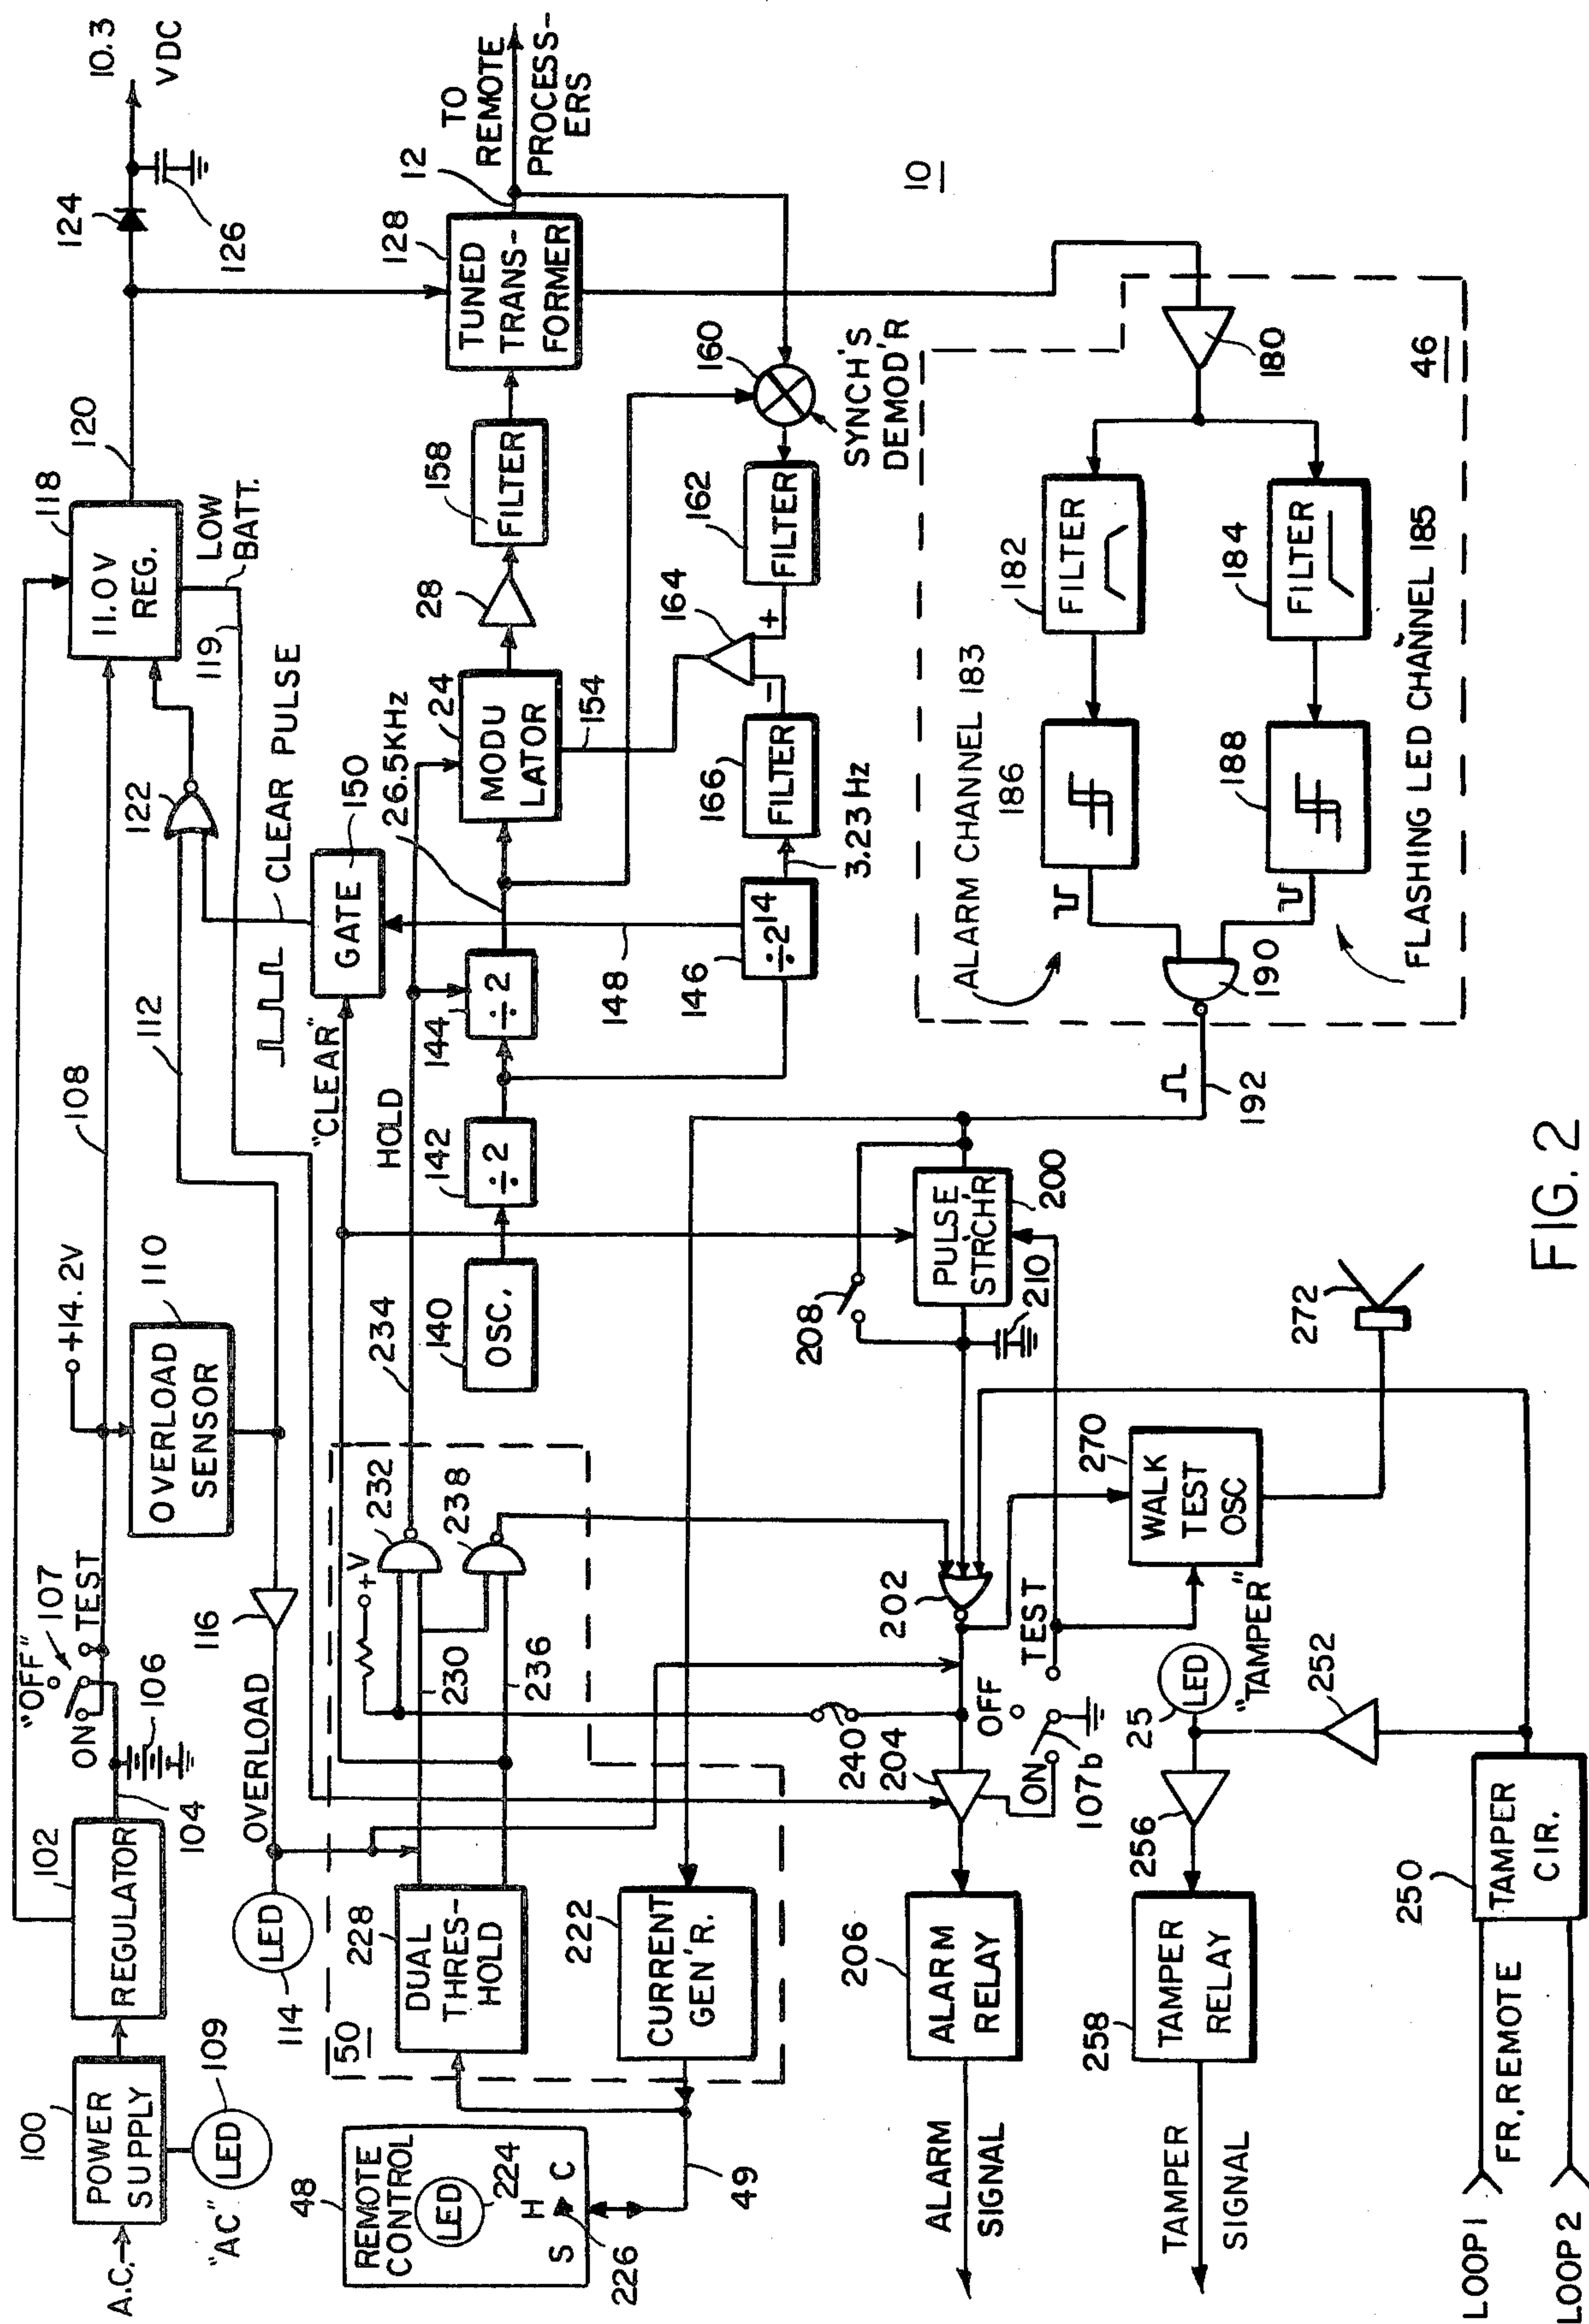 A.C.
100
POWER
SUPPLY
"AC"
LED
109
102
REGULATOR
104
106
"OFF"
107
ON
TEST
+14.2V
OVERLOAD
SENSOR
110
108
112
116
OVERLOAD
LED
114
118
11.0V
REG.
120
119
LOW
BATT.
122
CLEAR PULSE
124
126
10.3
VDC
"CLEAR"
GATE
150
HOLD
234
140
OSC.
142
÷2
144
÷2
26.5KHz
24
MODU
LATOR
154
28
158
FILTER
128
TUNED
TRANS-
FORMER
12
TO
REMOTE
PROCESS-
ERS
148
146
÷214
3.23 Hz
166
FILTER
-
+
164
162
FILTER
160
SYNCH'S
DEMOD'R
10
48
REMOTE
CONTROL
LED
224
H
S
C
226
49
50
228
DUAL
THRES-
HOLD
222
CURRENT
GEN'R.
230
236
+V
232
238
240
204
202
206
ALARM
RELAY
ALARM
SIGNAL
208
PULSE
STRCH'R
200
210
192
OFF
ON
TEST
107b
270
WALK
TEST
OSC
272
25
LED
"TAMPER"
252
256
258
TAMPER
RELAY
TAMPER
SIGNAL
250
TAMPER
CIR.
FR. REMOTE
LOOP 1
LOOP 2
ALARM CHANNEL 183
182
FILTER
186
184
FILTER
188
180
190
46
FLASHING LED CHANNEL 185
FIG. 2